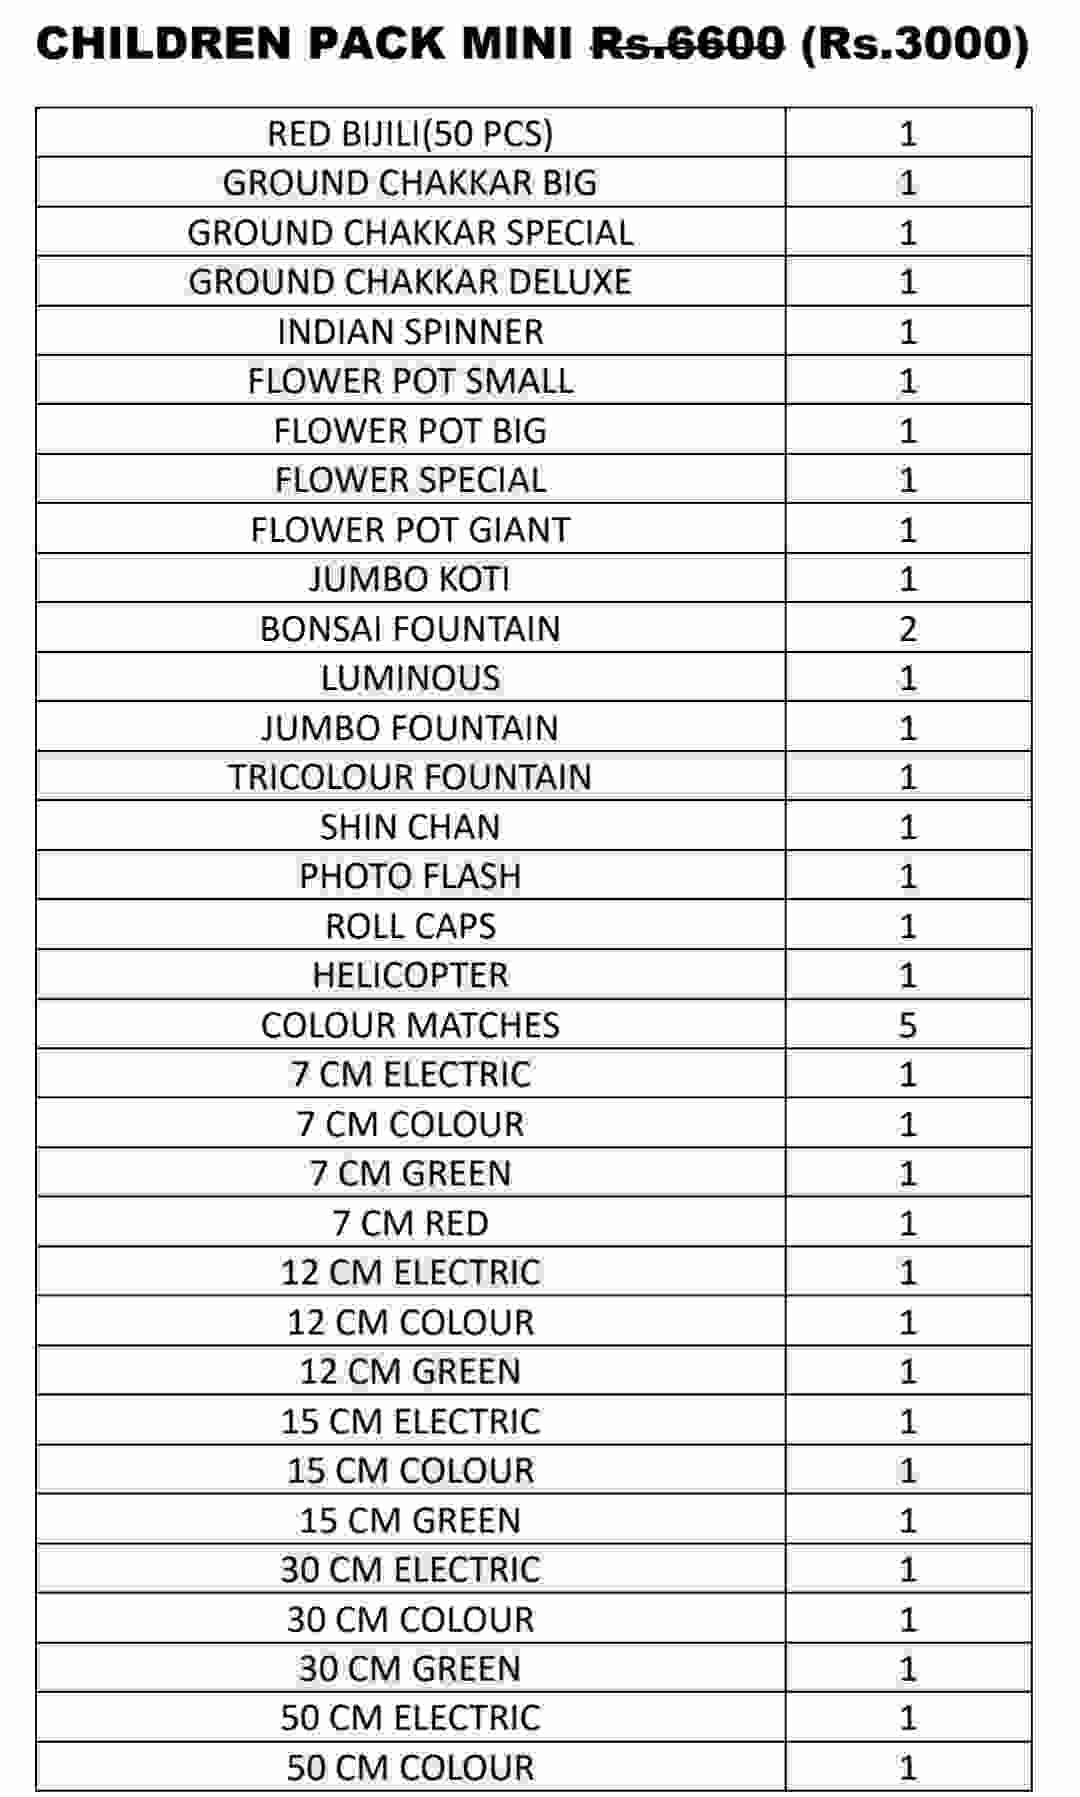 CHILDREN PACK MINI Rs.6600 (Rs.3000)
RED BIJILI(50 PCS) 1
GROUND CHAKKAR BIG 1
GROUND CHAKKAR SPECIAL 1
GROUND CHAKKAR DELUXE 1
INDIAN SPINNER 1
FLOWER POT SMALL 1
FLOWER POT BIG 1
FLOWER SPECIAL 1
FLOWER POT GIANT 1
JUMBO KOTI 1
BONSAI FOUNTAIN 2
LUMINOUS 1
JUMBO FOUNTAIN 1
TRICOLOUR FOUNTAIN 1
SHIN CHAN 1
PHOTO FLASH 1
ROLL CAPS 1
HELICOPTER 1
COLOUR MATCHES 5
7 CM ELECTRIC 1
7 CM COLOUR 1
7 CM GREEN 1
7 CM RED 1
12 CM ELECTRIC 1
12 CM COLOUR 1
12 CM GREEN 1
15 CM ELECTRIC 1
15 CM COLOUR 1
15 CM GREEN 1
30 CM ELECTRIC 1
30 CM COLOUR 1
30 CM GREEN 1
50 CM ELECTRIC 1
50 CM COLOUR 1